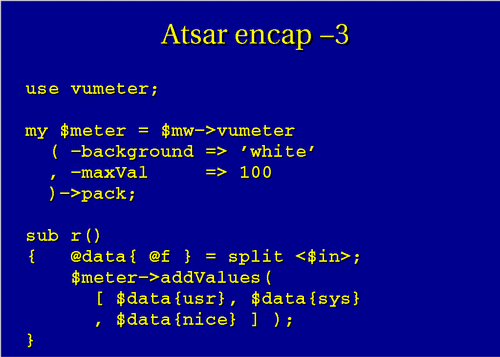 Atsar encap –3
use vumeter;
my $meter = $mw–>vumeter
( –background => ’white’
, –maxVal => 100
)–>pack;
sub r()
{ @data{ @f } = split <$in>;
$meter–>addValues(
[ $data{usr}, $data{sys}
, $data{nice} ] );
}